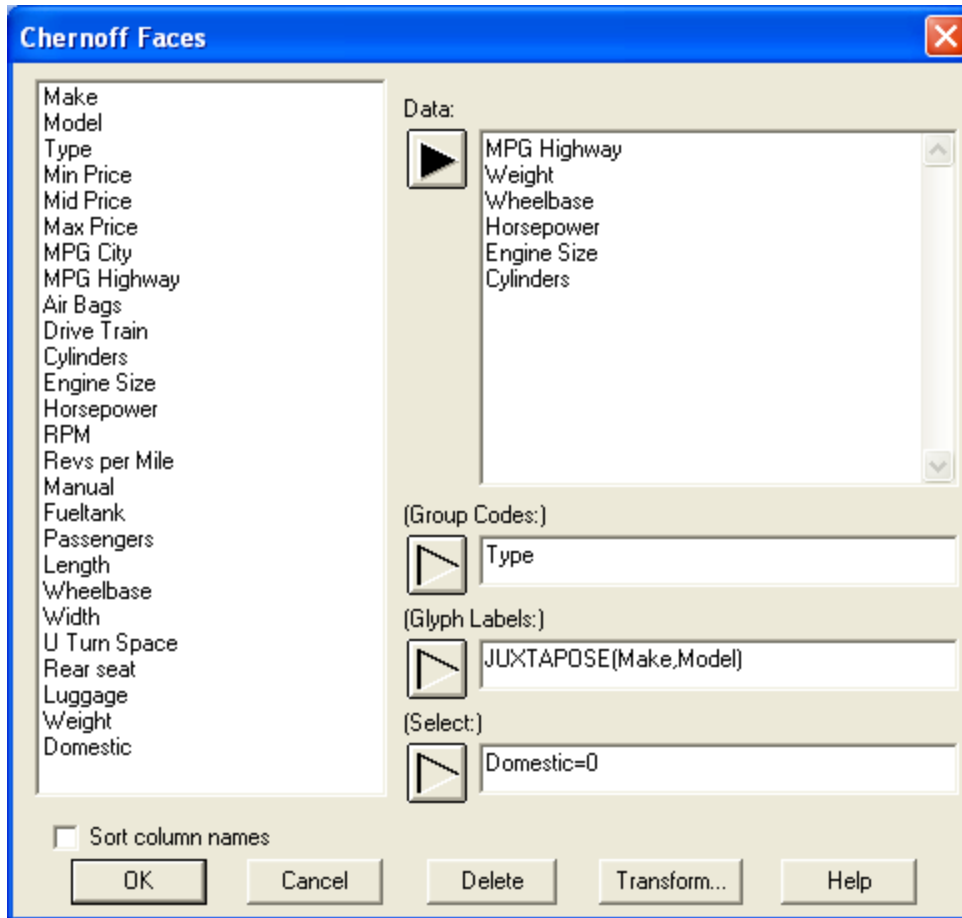 Chernoff Faces
Make
Model
Type
Min Price
Mid Price
Max Price
MPG City
MPG Highway
Air Bags
Drive Train
Cylinders
Engine Size
Horsepower
RPM
Revs per Mile
Manual
Fueltank
Passengers
Length
Wheelbase
Width
U Turn Space
Rear seat
Luggage
Weight
Domestic
Data:
MPG Highway
Weight
Wheelbase
Horsepower
Engine Size
Cylinders
(Group Codes:)
Type
(Glyph Labels:)
JUXTAPOSE(Make,Model)
(Select:)
Domestic=0
Sort column names
OK
Cancel
Delete
Transform...
Help